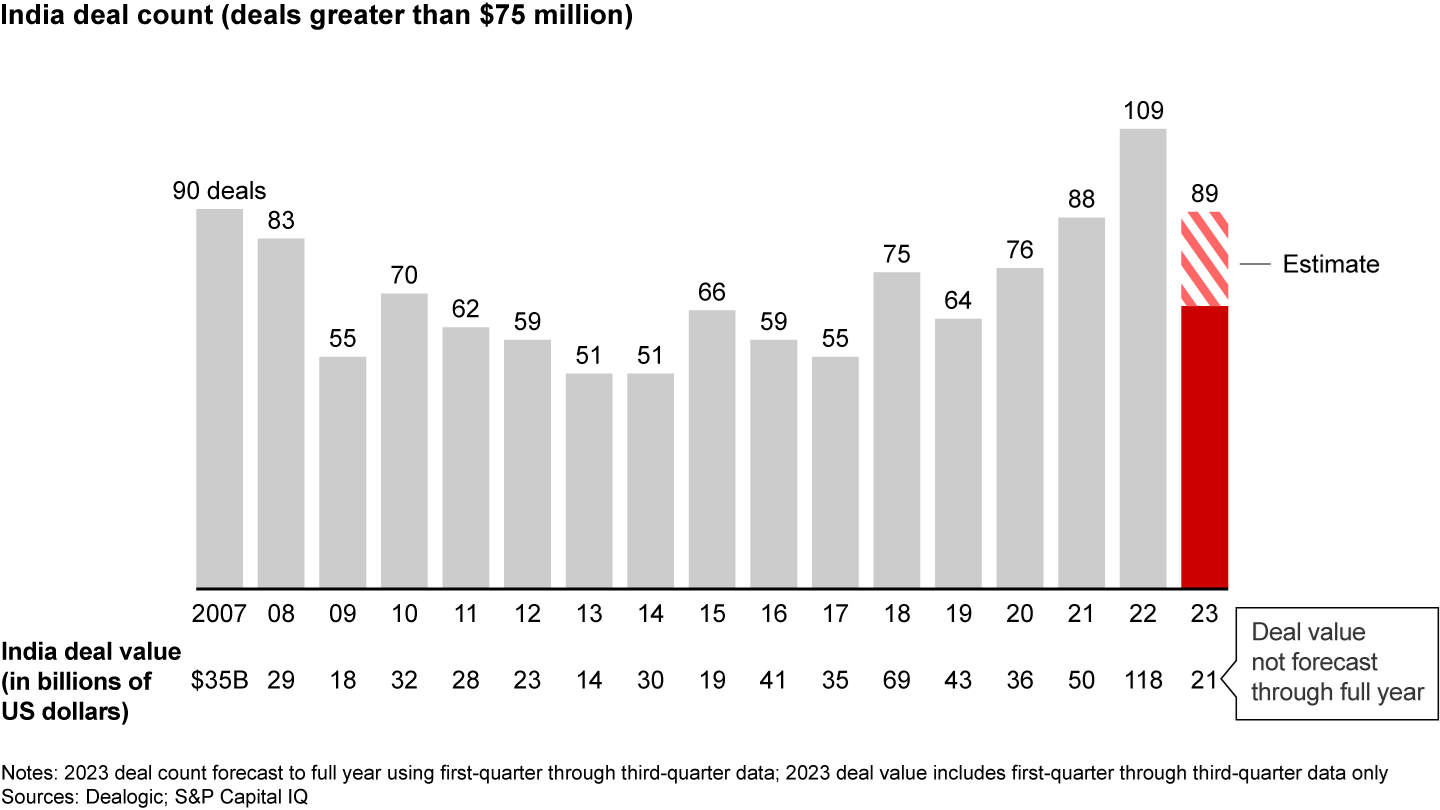 India deal count (deals greater than $75 million)
109
90 deals
89
88
83
76
75
70
66
64
62
59
59
55
55
51
51
Estimate
2007 08 09 10 11 12 13 14 15 16 17 18 19 20 21 22 23
India deal value
(in billions of
US dollars)
$35B 29 18 32 28 23 14 30 19 41 35 69 43 36 50 118 21
Deal value
not forecast
through full year
Notes: 2023 deal count forecast to full year using first-quarter through third-quarter data; 2023 deal value includes first-quarter through third-quarter data only
Sources: Dealogic; S&P Capital IQ